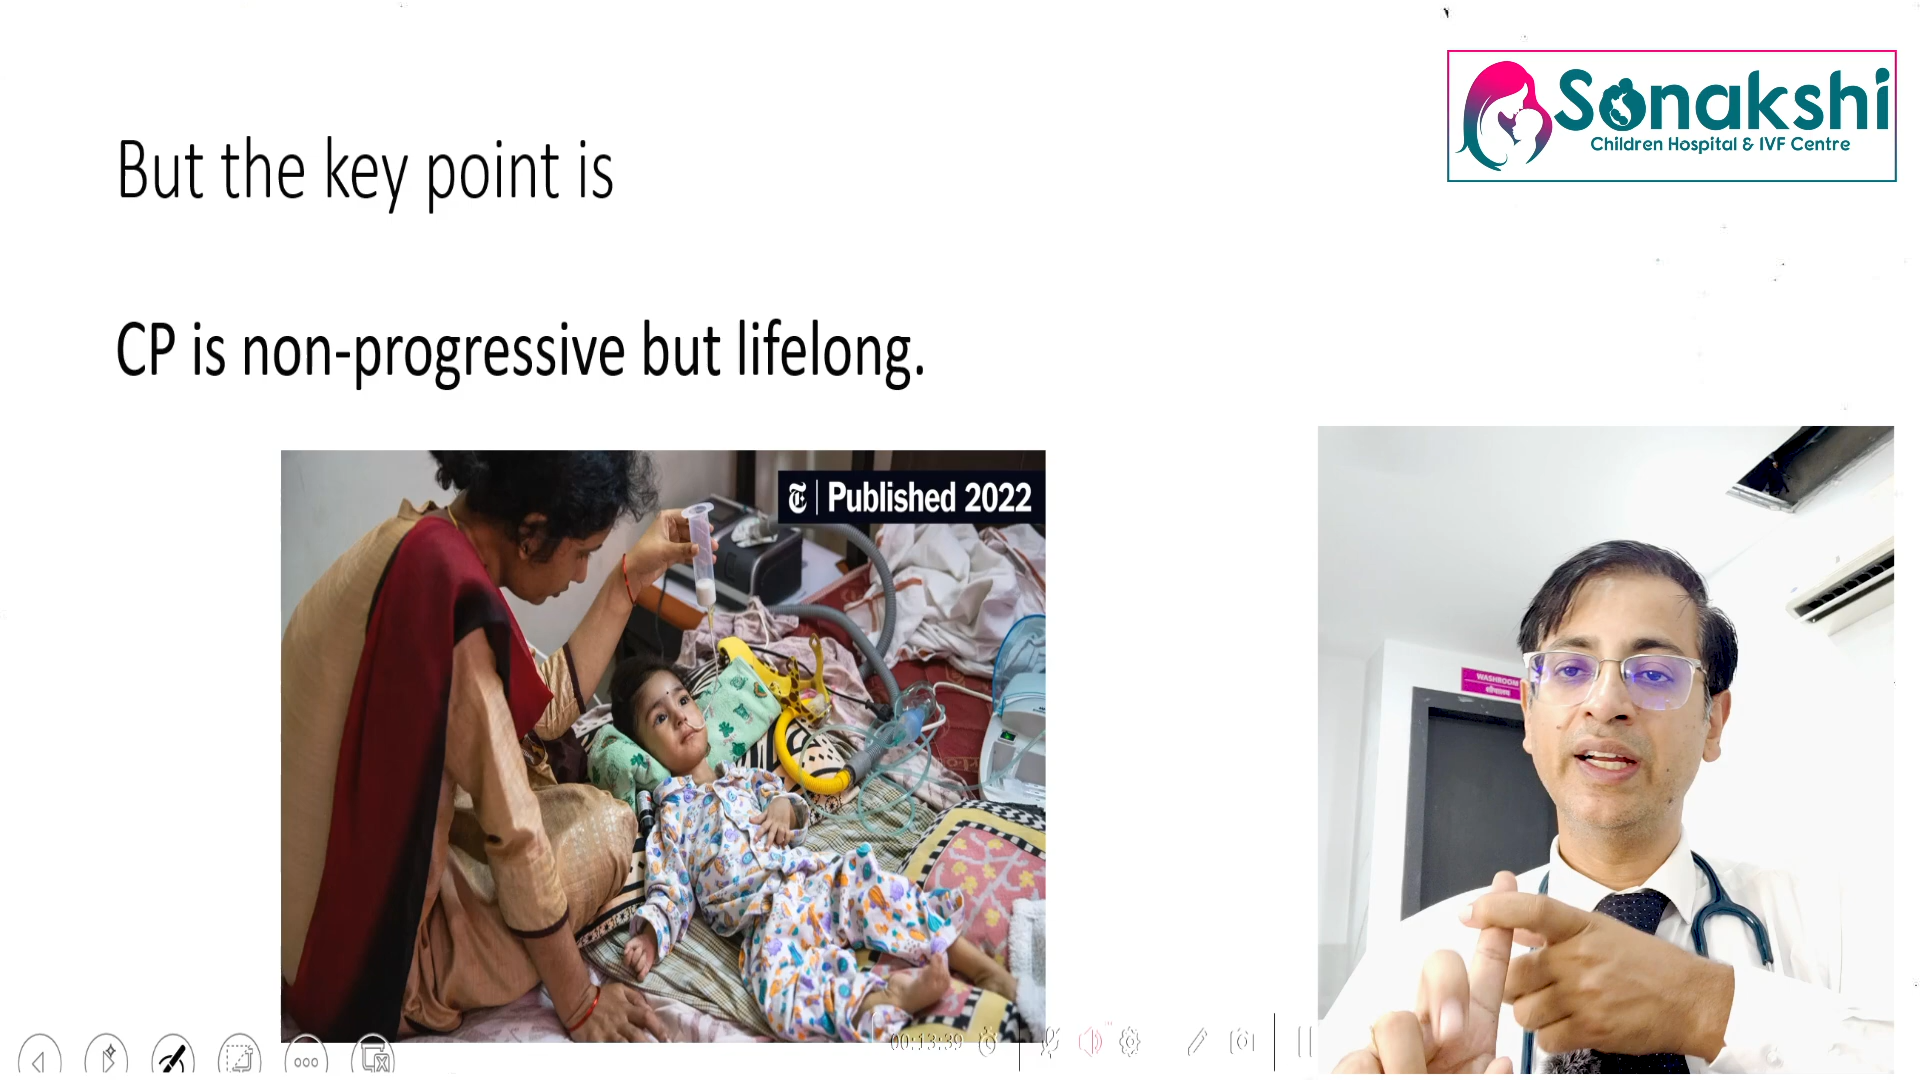 Sonakshi
Children Hospital & IVF Centre
But the key point is
CP is non-progressive but lifelong.
T | Published 2022
WASHROOM
शौचालय
00:13:39